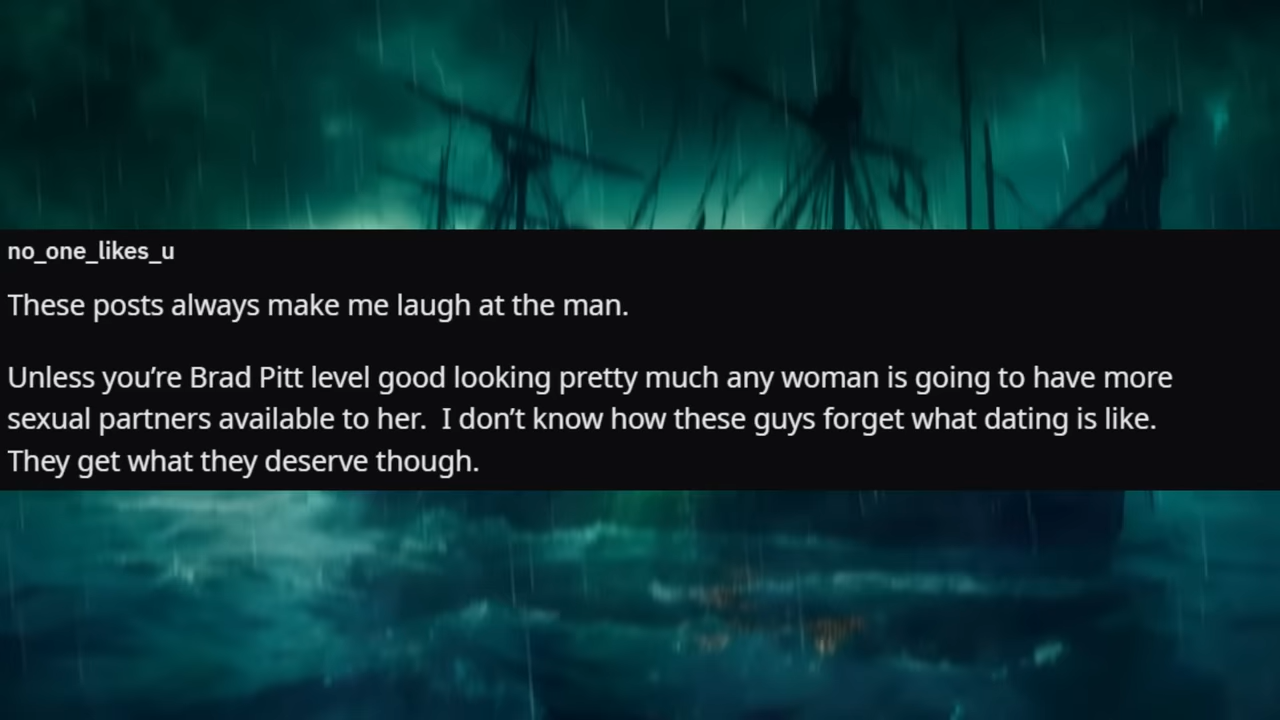 no_one_likes_u
These posts always make me laugh at the man.
Unless you’re Brad Pitt level good looking pretty much any woman is going to have more
sexual partners available to her.  I don’t know how these guys forget what dating is like.
They get what they deserve though.